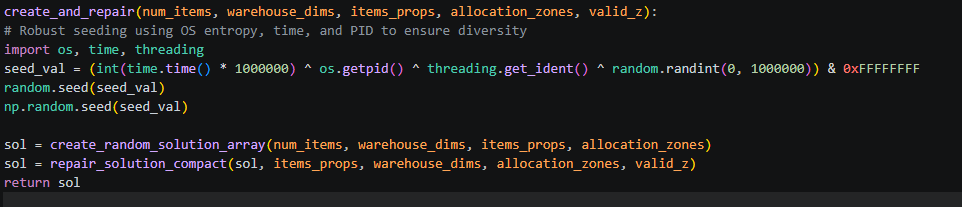 create_and_repair(num_items, warehouse_dims, items_props, allocation_zones, valid_z):
# Robust seeding using OS entropy, time, and PID to ensure diversity
import os, time, threading
seed_val = (int(time.time() * 1000000) ^ os.getpid() ^ threading.get_ident() ^ random.randint(0, 1000000)) & 0xFFFFFFFF
random.seed(seed_val)
np.random.seed(seed_val)
sol = create_random_solution_array(num_items, warehouse_dims, items_props, allocation_zones)
sol = repair_solution_compact(sol, items_props, warehouse_dims, allocation_zones, valid_z)
return sol